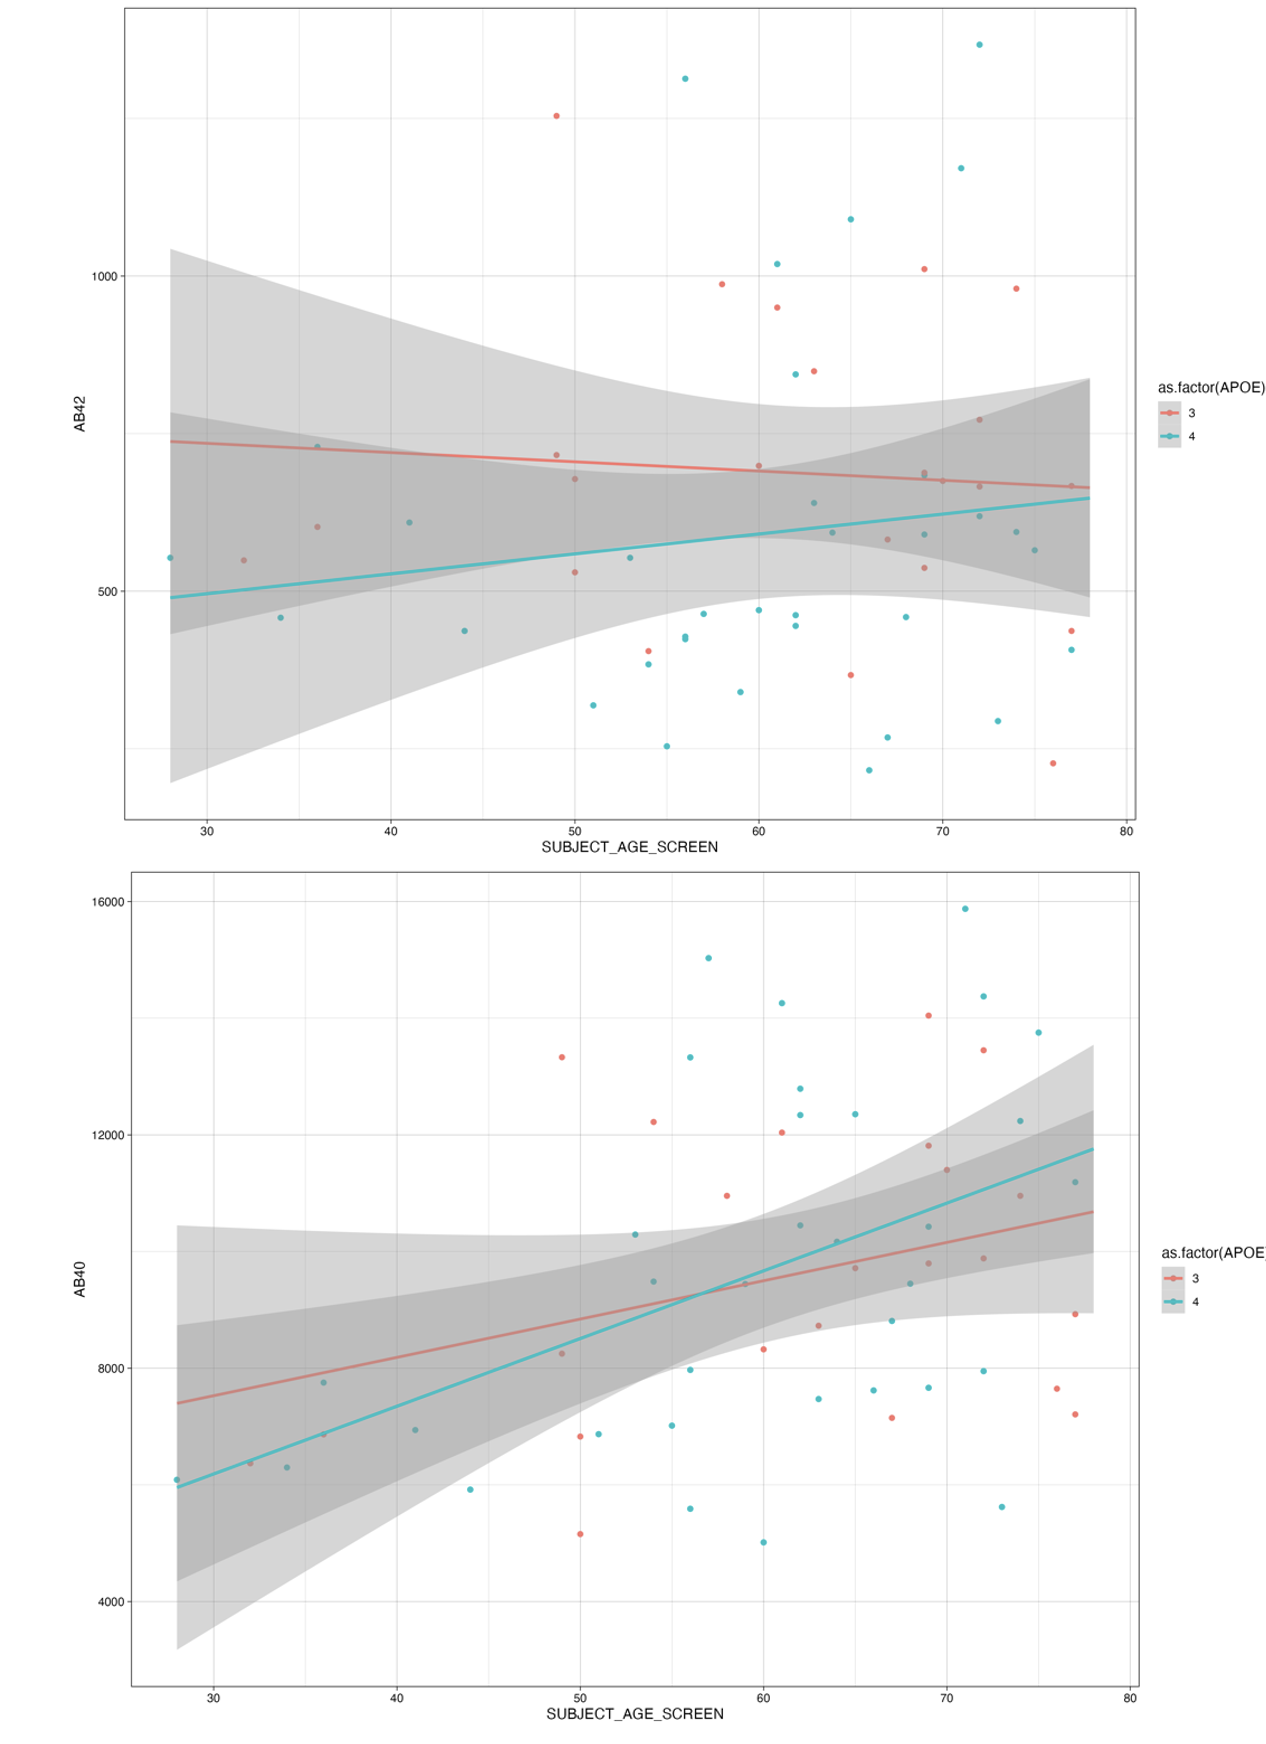 1000
500
AB42
30 40 50 60 70 80
SUBJECT_AGE_SCREEN
as.factor(APOE)
3
4
16000
12000
8000
4000
AB40
30 40 50 60 70 80
SUBJECT_AGE_SCREEN
as.factor(APOE
3
4